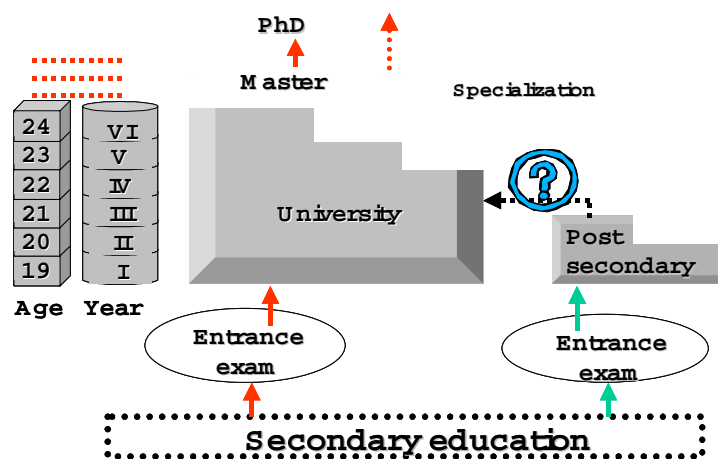 PhD
Master
Specialization
24
VI
23
V
22
IV
21
III
20
II
19
I
University
?
Post
secondary
Age
Year
Entrance
exam
Entrance
exam
Secondary education